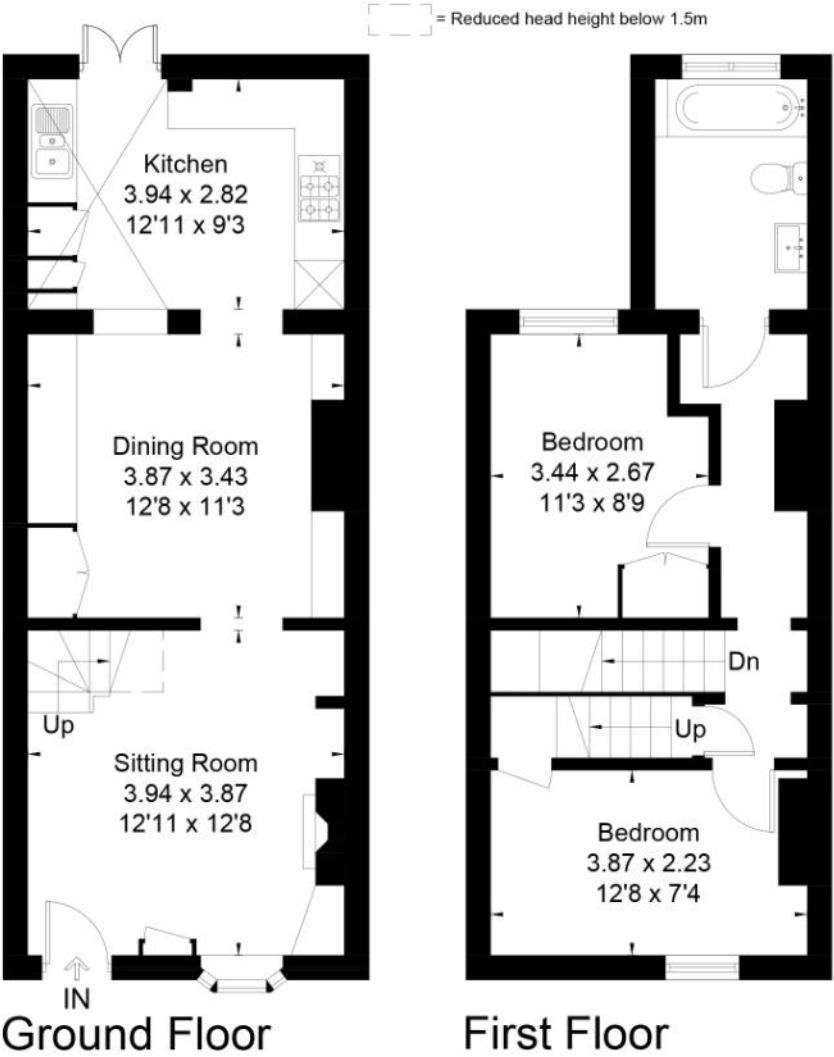 = Reduced head height below 1.5m
Kitchen
3.94 x 2.82
12'11 x 9'3
Dining Room
3.87 x 3.43
12'8 x 11'3
Up
Sitting Room
3.94 x 3.87
12'11 x 12'8
IN
Ground Floor
Bedroom
3.44 x 2.67
11'3 x 8'9
Dn
Up
Bedroom
3.87 x 2.23
12'8 x 7'4
First Floor